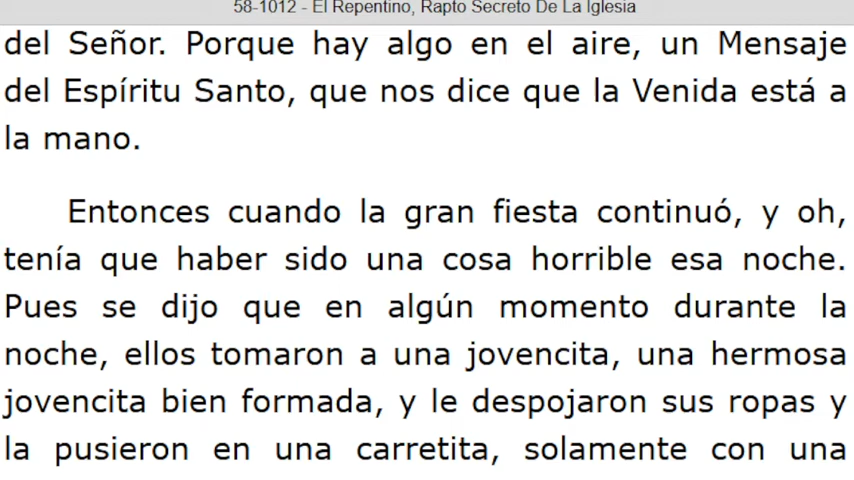 58-1012 - El Repentino, Rapto Secreto De La Iglesia
del Señor. Porque hay algo en el aire, un Mensaje
del Espíritu Santo, que nos dice que la Venida está a
la mano.
Entonces cuando la gran fiesta continuó, y oh,
tenía que haber sido una cosa horrible esa noche.
Pues se dijo que en algún momento durante la
noche, ellos tomaron a una jovencita, una hermosa
jovencita bien formada, y le despojaron sus ropas y
la pusieron en una carretita, solamente con una